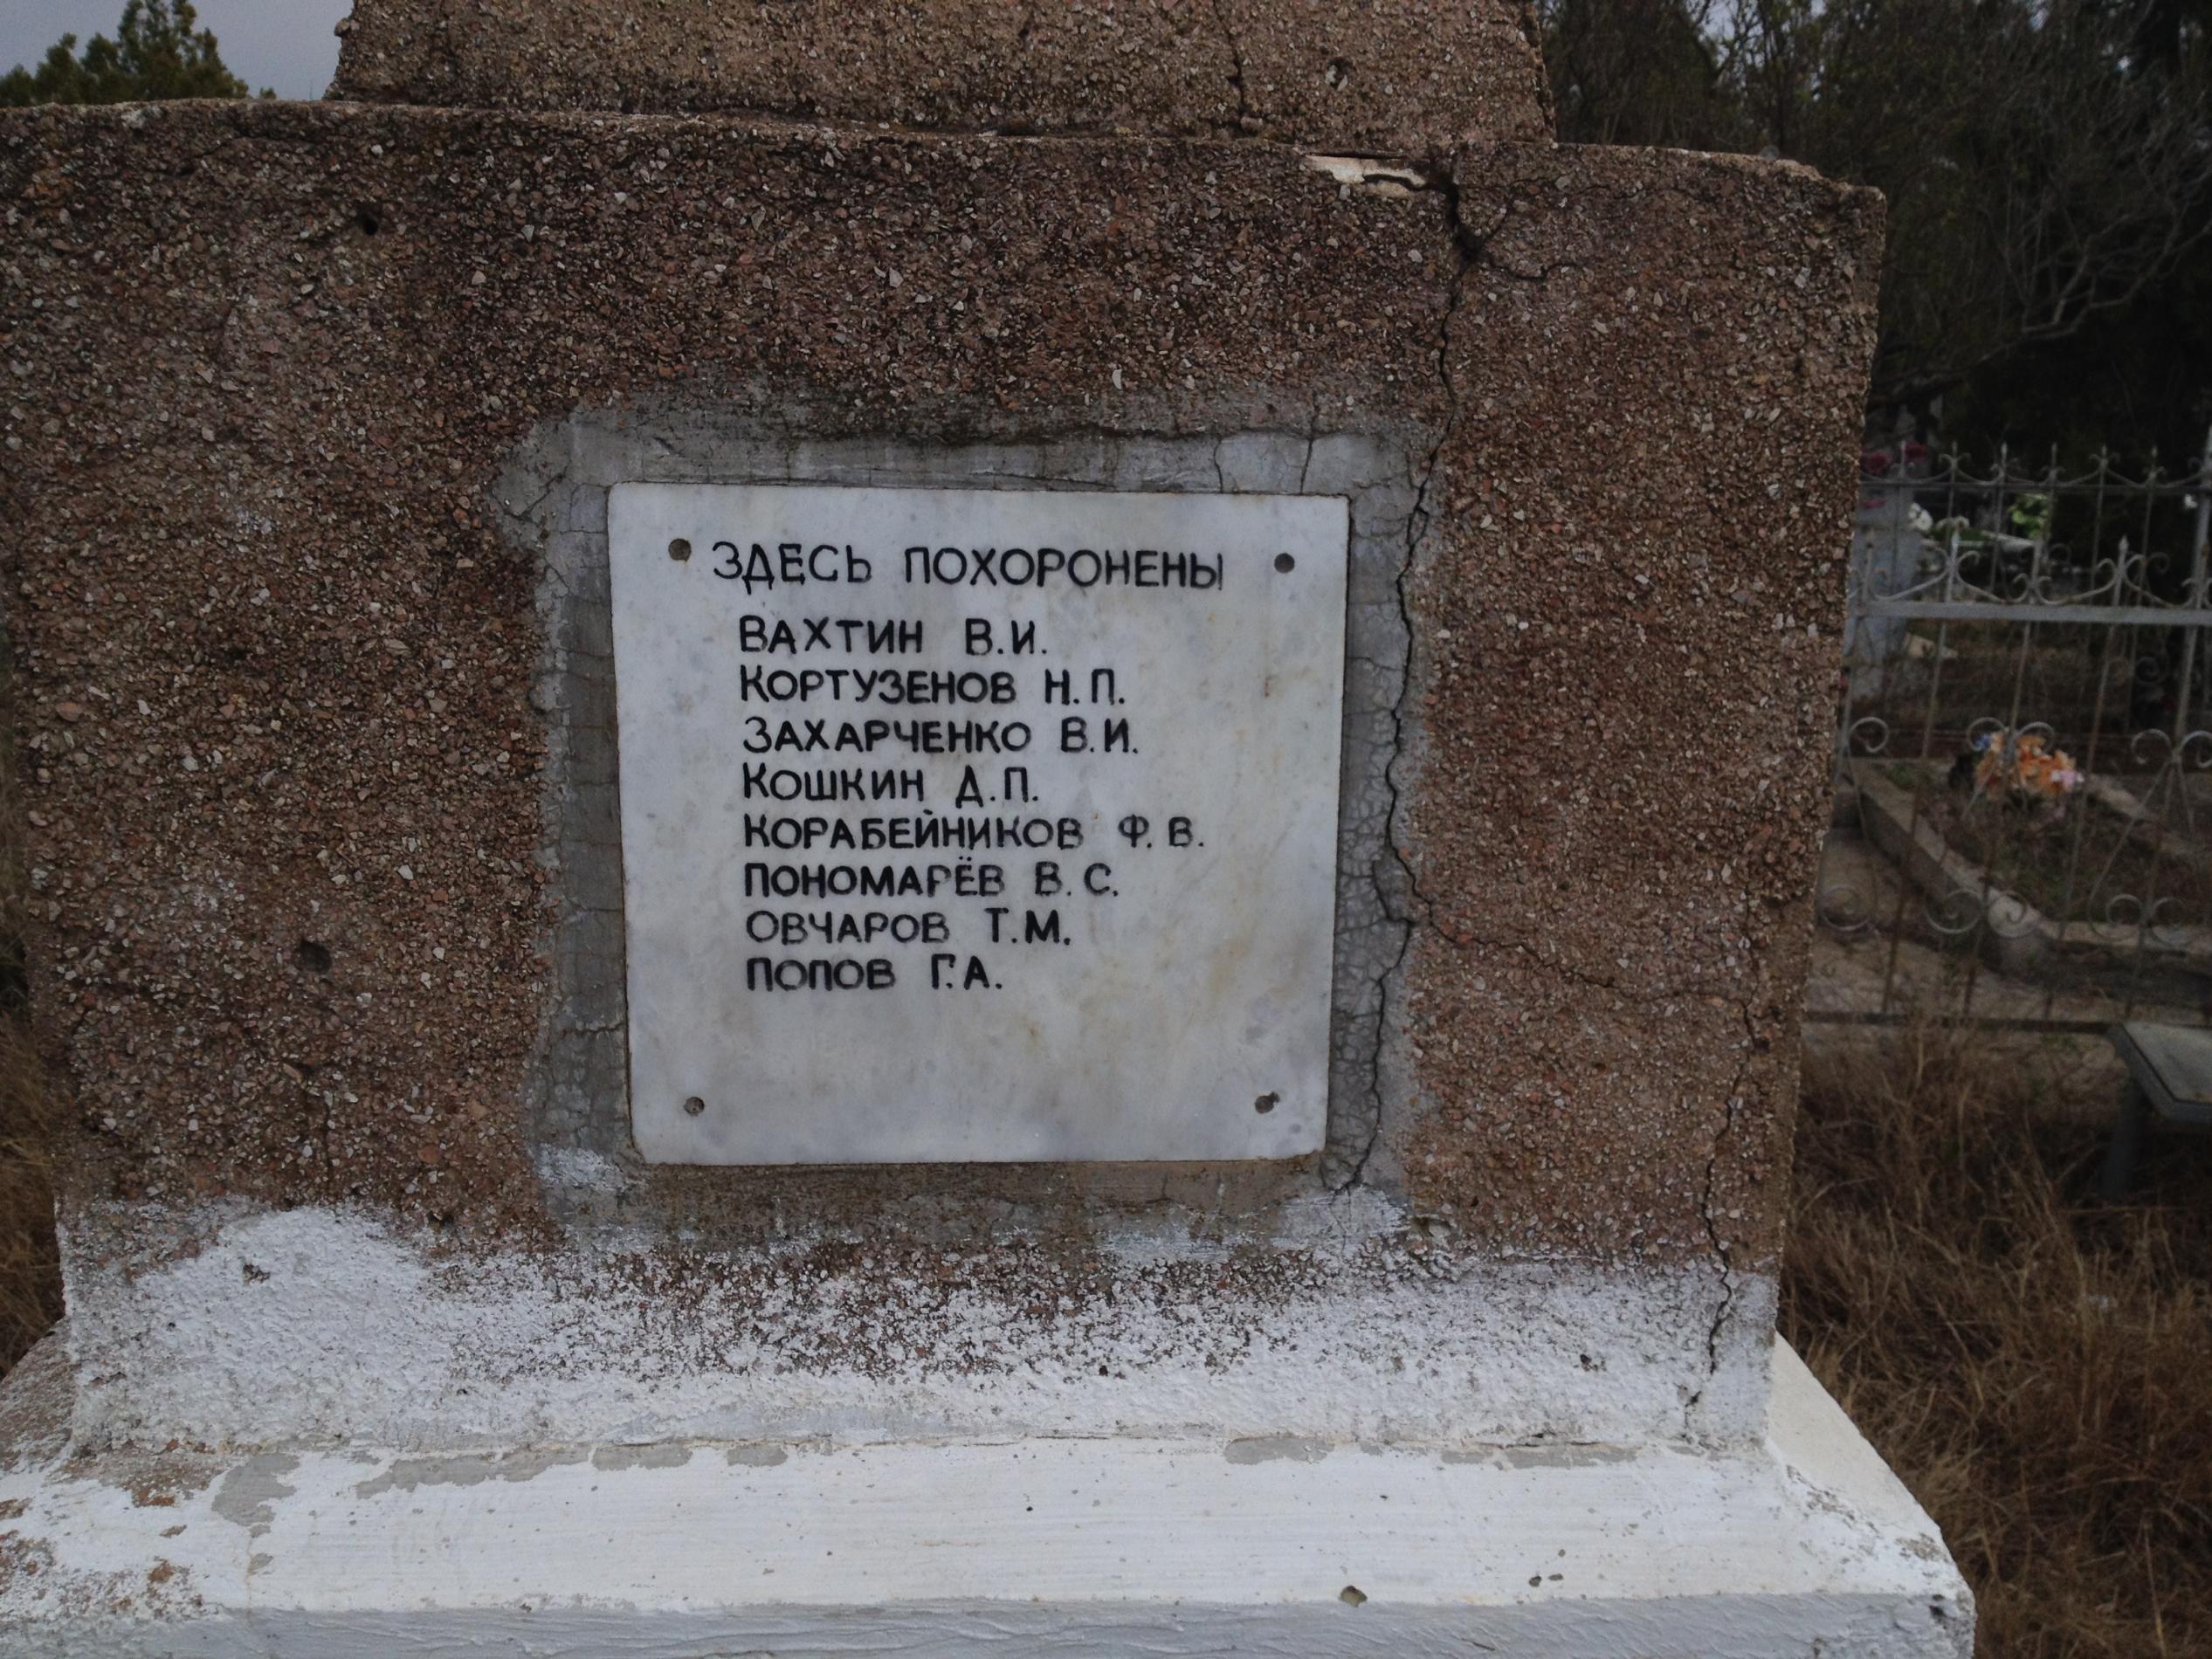 ЗДЕСЬ ПОХОРОНЕНЫ
ВАХТИН В.И.
КОРТУЗЕНОВ Н.П.
ЗАХАРЧЕНКО В.И.
КОШКИН Д.П.
КОРАБЕЙНИКОВ Ф.В.
ПОНОМАРЁВ В.С.
ОВЧАРОВ Т.М.
ПОПОВ Г.А.